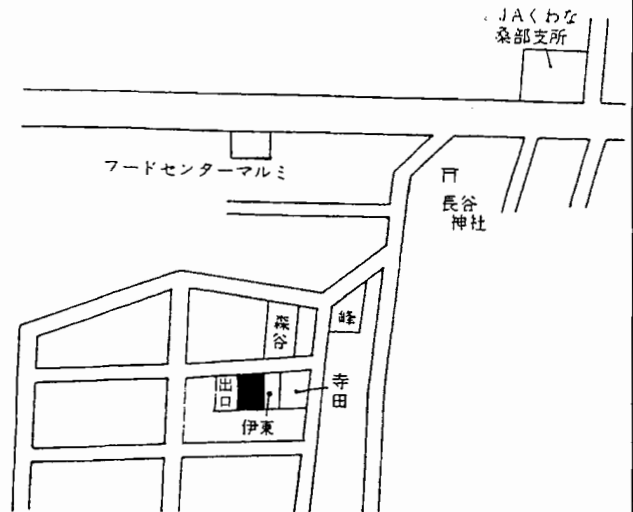 JAくわな
桑部支所
フードセンターマルミ
長谷
神社
森谷
峰
出口
寺田
伊東